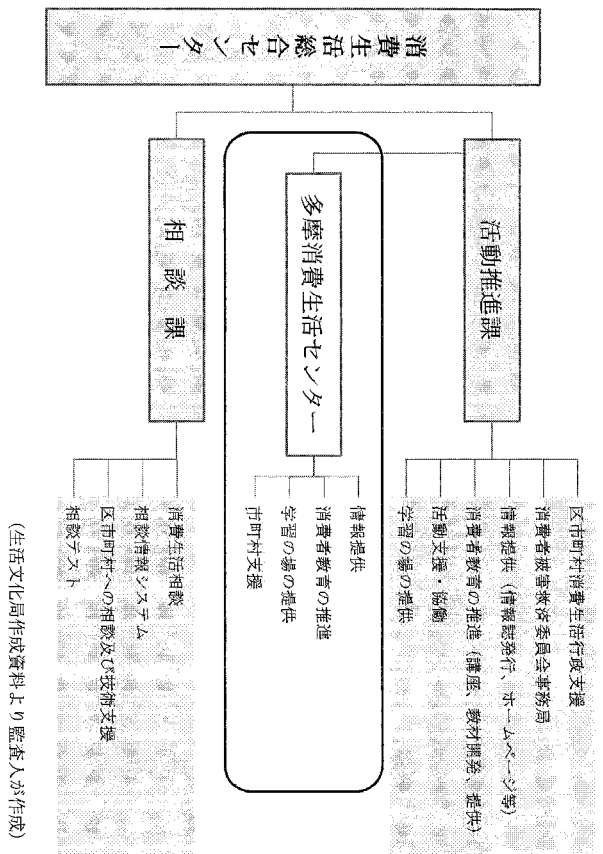 消費生活総合センター
活動推進課
区市町村消費生活行政支援
消費者被害救済委員会事務局
情報提供（情報誌発行、ホームページ等）
消費者教育の推進（講座、教材開発、提供）
活動支援・協働
学習の場の提供
多摩消費生活センター
情報提供
消費者教育の推進
学習の場の提供
市町村支援
相談課
消費生活相談
相談情報システム
区市町村への相談及び技術支援
相談テスト
（生活文化局作成資料より監査人が作成）